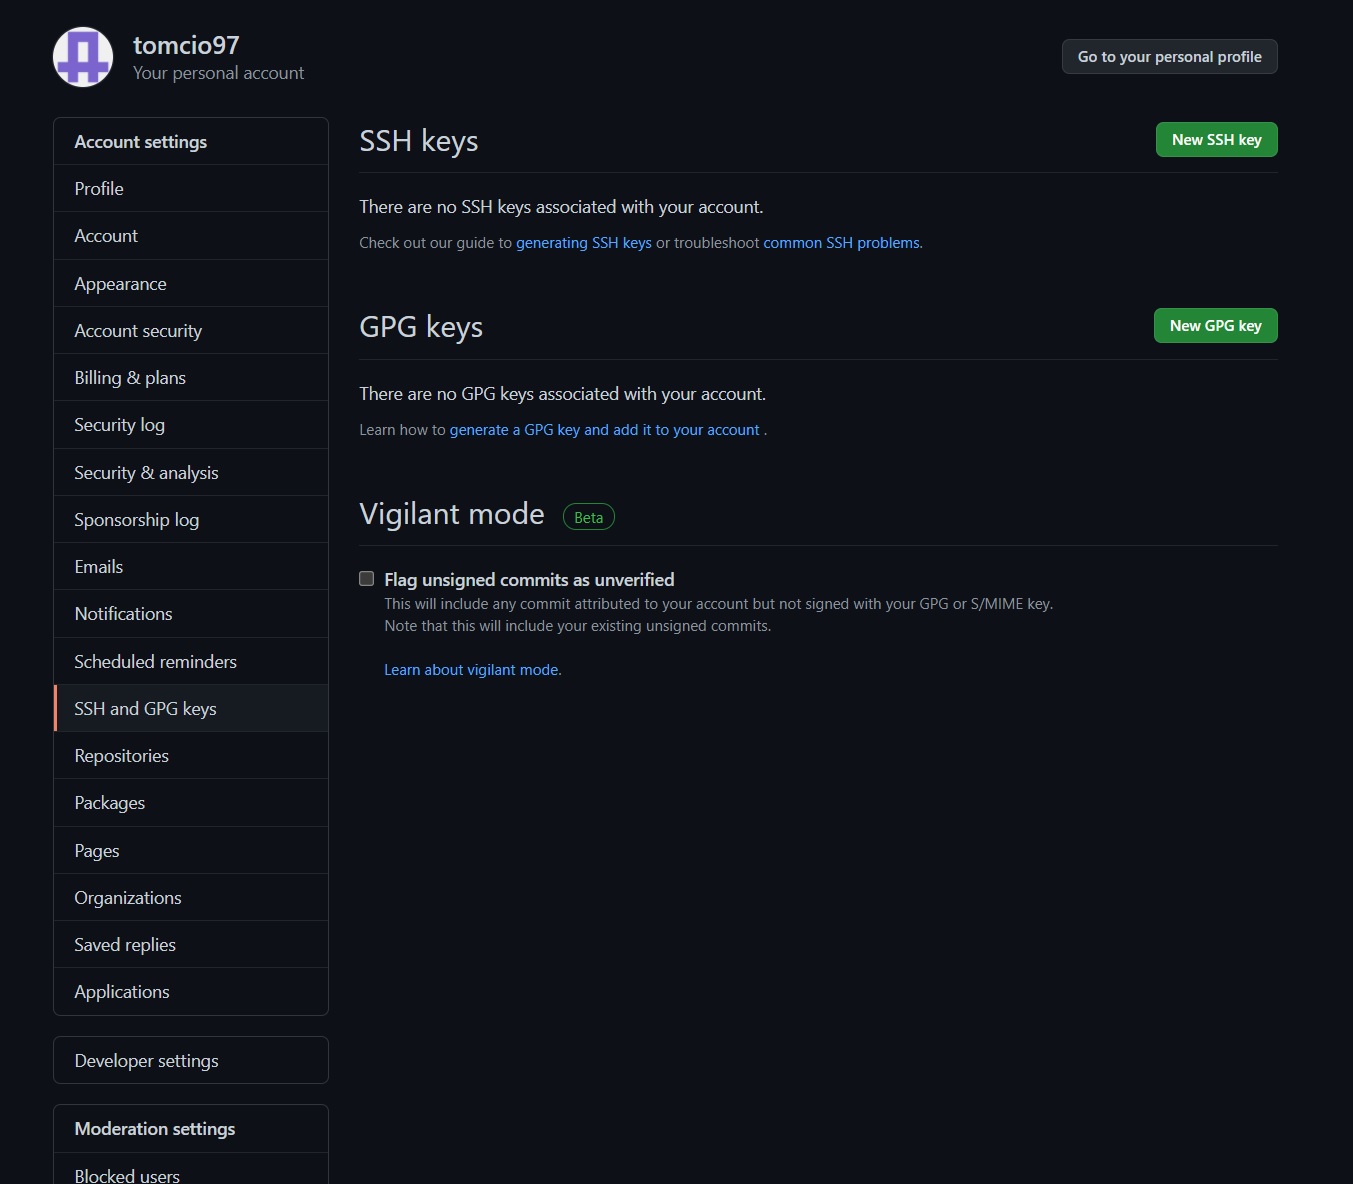 tomcio97
Your personal account
Go to your personal profile
Account settings
Profile
Account
Appearance
Account security
Billing & plans
Security log
Security & analysis
Sponsorship log
Emails
Notifications
Scheduled reminders
SSH and GPG keys
Repositories
Packages
Pages
Organizations
Saved replies
Applications
Developer settings
Moderation settings
Blocked users
SSH keys
New SSH key
There are no SSH keys associated with your account.
Check out our guide to generating SSH keys or troubleshoot common SSH problems.
GPG keys
New GPG key
There are no GPG keys associated with your account.
Learn how to generate a GPG key and add it to your account .
Vigilant mode Beta
Flag unsigned commits as unverified
This will include any commit attributed to your account but not signed with your GPG or S/MIME key.
Note that this will include your existing unsigned commits.
Learn about vigilant mode.